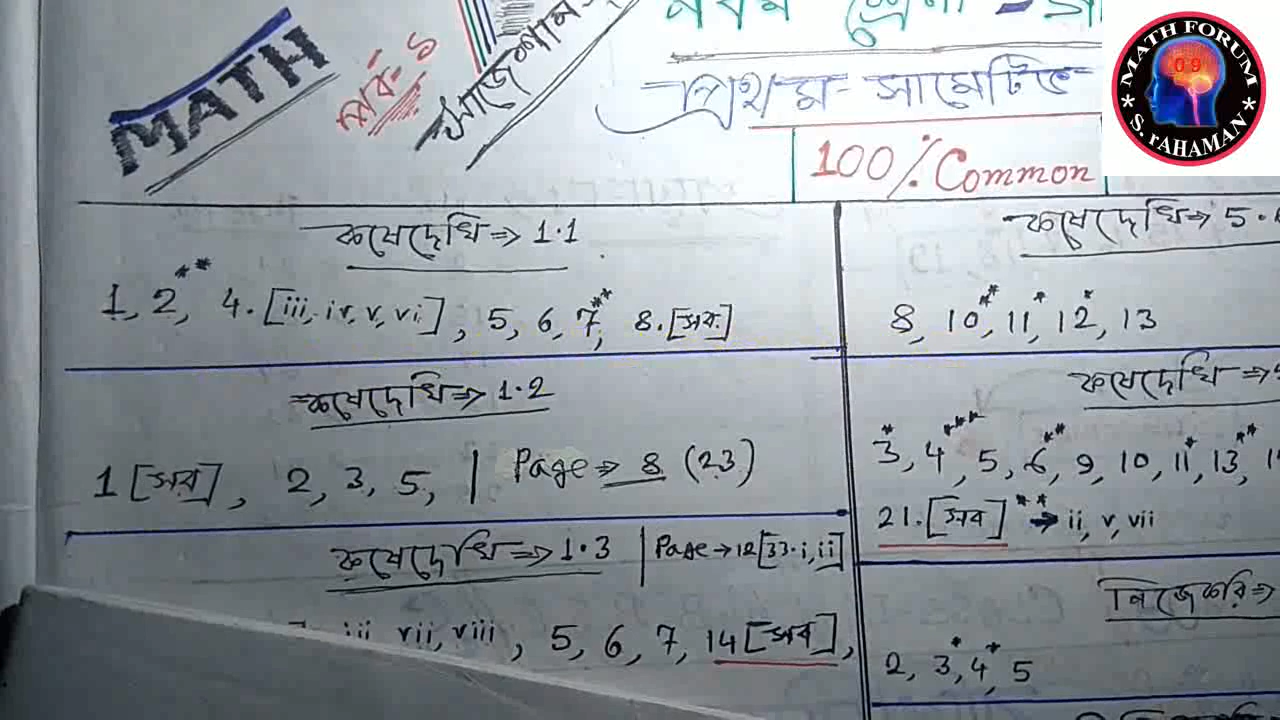 MATH
পার্ট-১
সাজেশান
নবম শ্রেণী
প্রথম সামেটিভ
100% Common
MATH FORUM
09
S. rAHAMAN
কষেদেখি ⇒ 1.1
1, 2,** 4.[iii, iv, v, vi], 5, 6, 7,** 8.[সব]
কষেদেখি ⇒ 1.2
1 [সব], 2, 3, 5, | Page ⇒ 8 (23)
কষেদেখি ⇒ 1.3 | Page → 12 [33.i, ii]
iii, vii, viii, 5, 6, 7, 14 [সব],
কষেদেখি ⇒ 5.
8, 10,** 11,* 12,* 13
কষেদেখি ⇒
3,* 4,*** 5, 6,** 9, 10, 11,* 13,**
21.[সব]** → ii, v, vii
নিজেকরি ⇒
2, 3,* 4,* 5